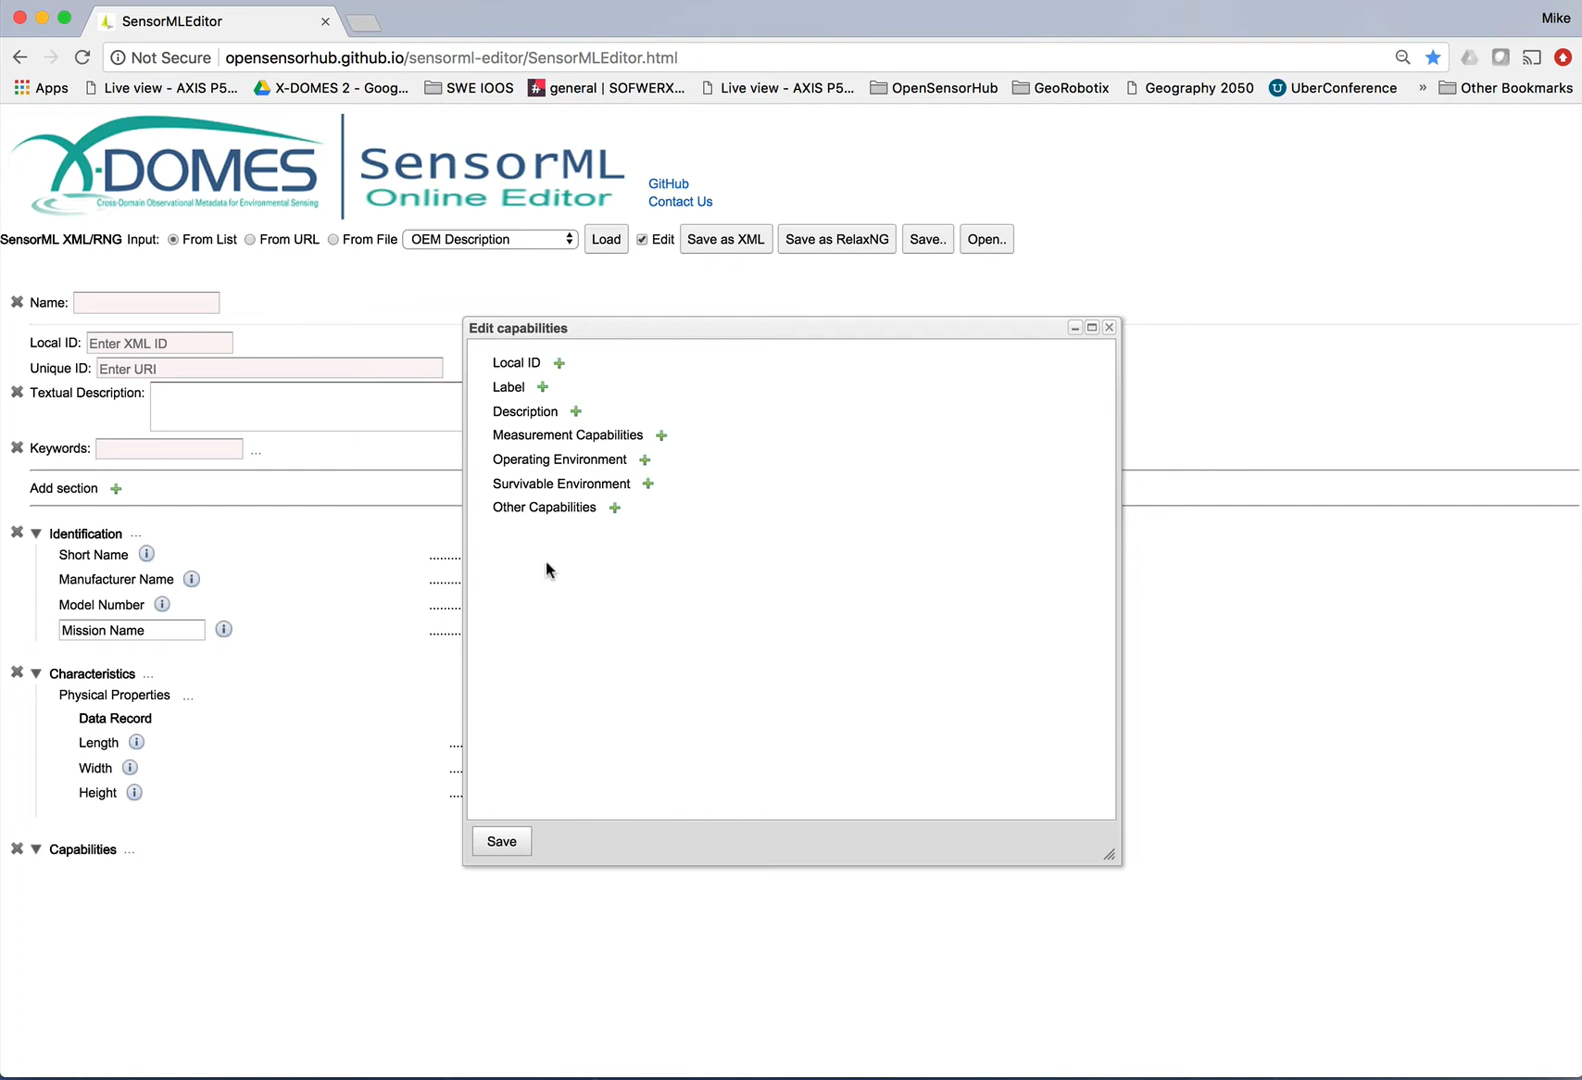 SensorMLEditor
Mike
Not Secure opensensorhub.github.io/sensorml-editor/SensorMLEditor.html
Apps Live view - AXIS P5... X-DOMES 2 - Goog... SWE IOOS general | SOFWERX... Live view - AXIS P5... OpenSensorHub GeoRobotix Geography 2050 UberConference » Other Bookmarks
X-DOMES
Cross-Domain Observational Metadata for Environmental Sensing
SensorML
Online Editor
GitHub
Contact Us
SensorML XML/RNG Input: From List From URL From File OEM Description Load Edit Save as XML Save as RelaxNG Save.. Open..
Name:
Local ID: Enter XML ID
Unique ID: Enter URI
Textual Description:
Keywords: ...
Add section
Identification ...
Short Name
Manufacturer Name
Model Number
Mission Name
Characteristics ...
Physical Properties ...
Data Record
Length
Width
Height
Capabilities ...
Edit capabilities
Local ID
Label
Description
Measurement Capabilities
Operating Environment
Survivable Environment
Other Capabilities
Save